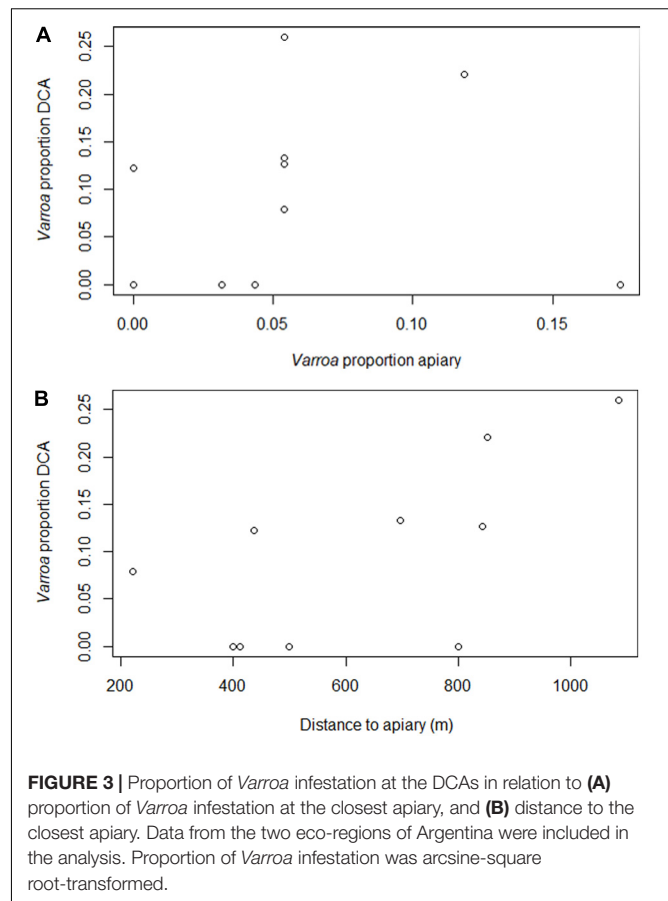 A
Varroa proportion DCA
0.25
0.20
0.15
0.10
0.05
0.00
0.00 0.05 0.10 0.15
Varroa proportion apiary
B
Varroa proportion DCA
0.25
0.20
0.15
0.10
0.05
0.00
200 400 600 800 1000
Distance to apiary (m)
FIGURE 3 | Proportion of Varroa infestation at the DCAs in relation to (A)
proportion of Varroa infestation at the closest apiary, and (B) distance to the
closest apiary. Data from the two eco-regions of Argentina were included in
the analysis. Proportion of Varroa infestation was arcsine-square
root-transformed.